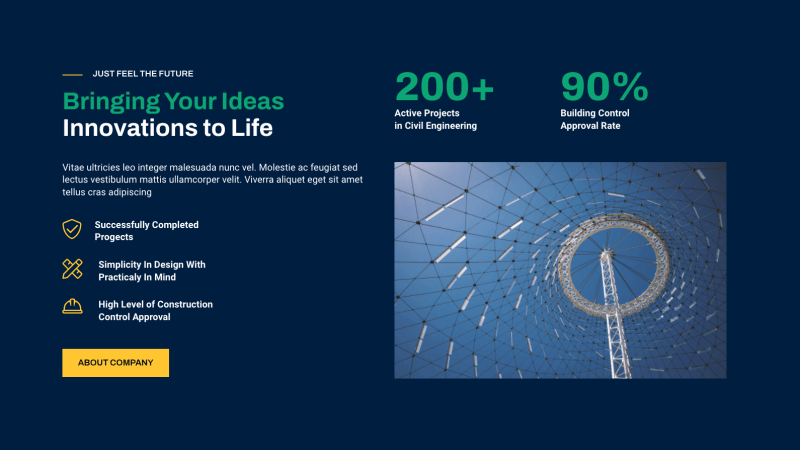 JUST FEEL THE FUTURE
Bringing Your Ideas
Innovations to Life
Vitae ultricies leo integer malesuada nunc vel. Molestie ac feugiat sed
lectus vestibulum mattis ullamcorper velit. Viverra aliquet eget sit amet
tellus cras adipiscing
Successfully Completed
Projects
Simplicity In Design With
Practicaly In Mind
High Level of Construction
Control Approval
ABOUT COMPANY
200+
Active Projects
in Civil Engineering
90%
Building Control
Approval Rate